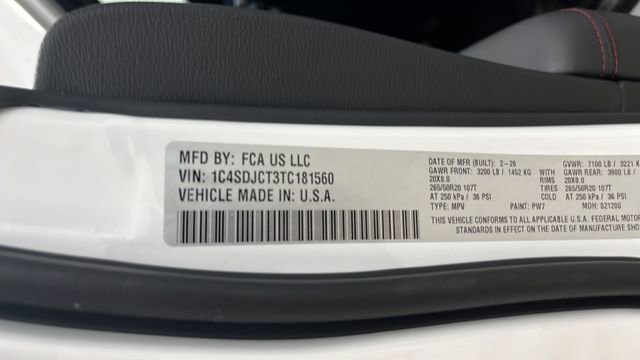 MFD BY: FCA US LLC
VIN: 1C4SDJCT3TC181560
VEHICLE MADE IN: U.S.A.
DATE OF MFR (BUILT): 2-26 GVWR: 7100 LB / 3221 K
GAWR FRONT: 3200 LB / 1452 KG WITH GAWR REAR: 3900 LB /
20X8.0 RIMS 20X8.0
265/50R20 107T TIRES 265/50R20 107T
AT 250 kPa / 36 PSI COLD AT 250 kPa / 36 PSI
TYPE: MPV PAINT: PW7 MDH: 021200
THIS VEHICLE CONFORMS TO ALL APPLICABLE U.S.A. FEDERAL MOTOR
STANDARDS IN EFFECT ON THE DATE OF MANUFACTURE SHO